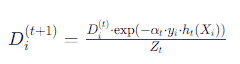 D_i^{(t+1)} = \frac{D_i^{(t)} \cdot \exp(-\alpha_t \cdot y_i \cdot h_t(X_i))}{Z_t}